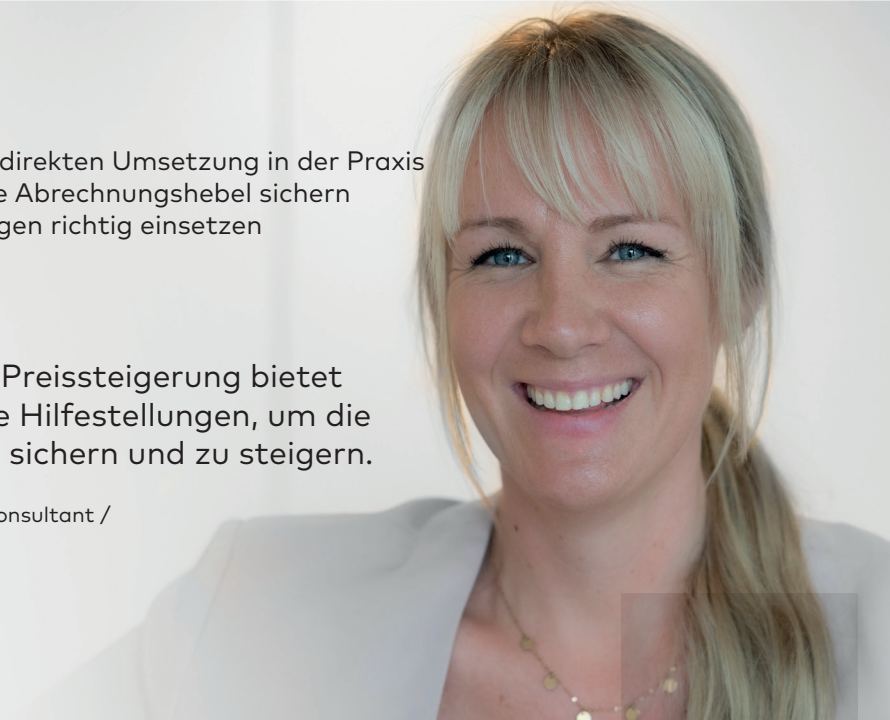 direkten Umsetzung in der Praxis
e Abrechnungshebel sichern
gen richtig einsetzen
Preissteigerung bietet
e Hilfestellungen, um die
sichern und zu steigern.
onsultant /